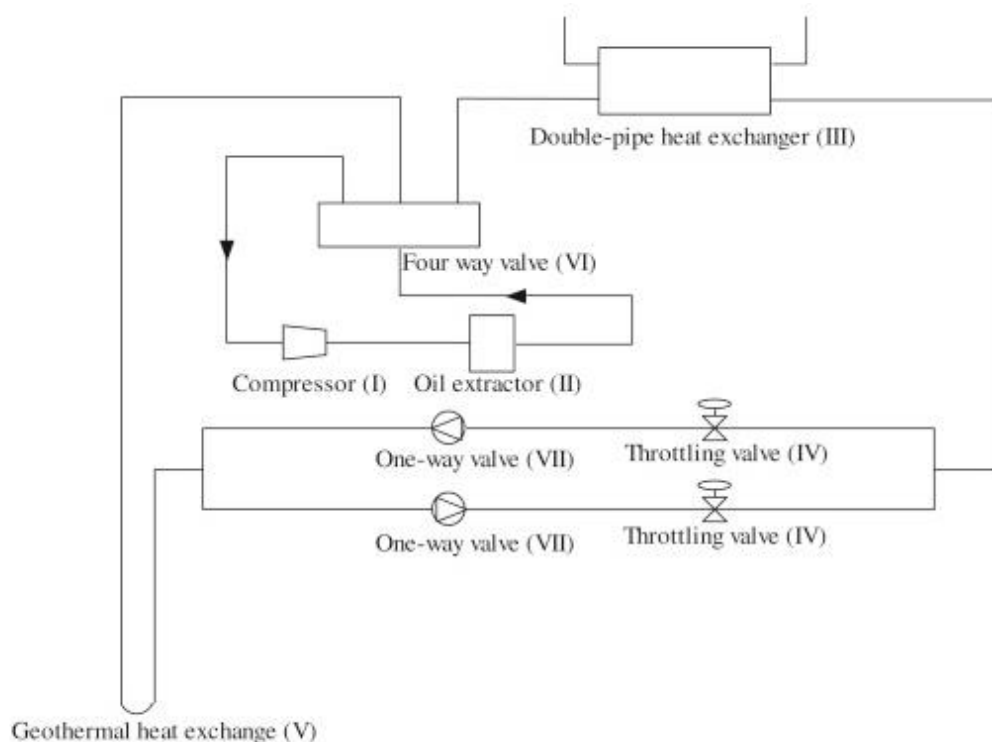 Double-pipe heat exchanger (III)
Four way valve (VI)
Compressor (I)
Oil extractor (II)
One-way valve (VII)
Throttling valve (IV)
One-way valve (VII)
Throttling valve (IV)
Geothermal heat exchange (V)